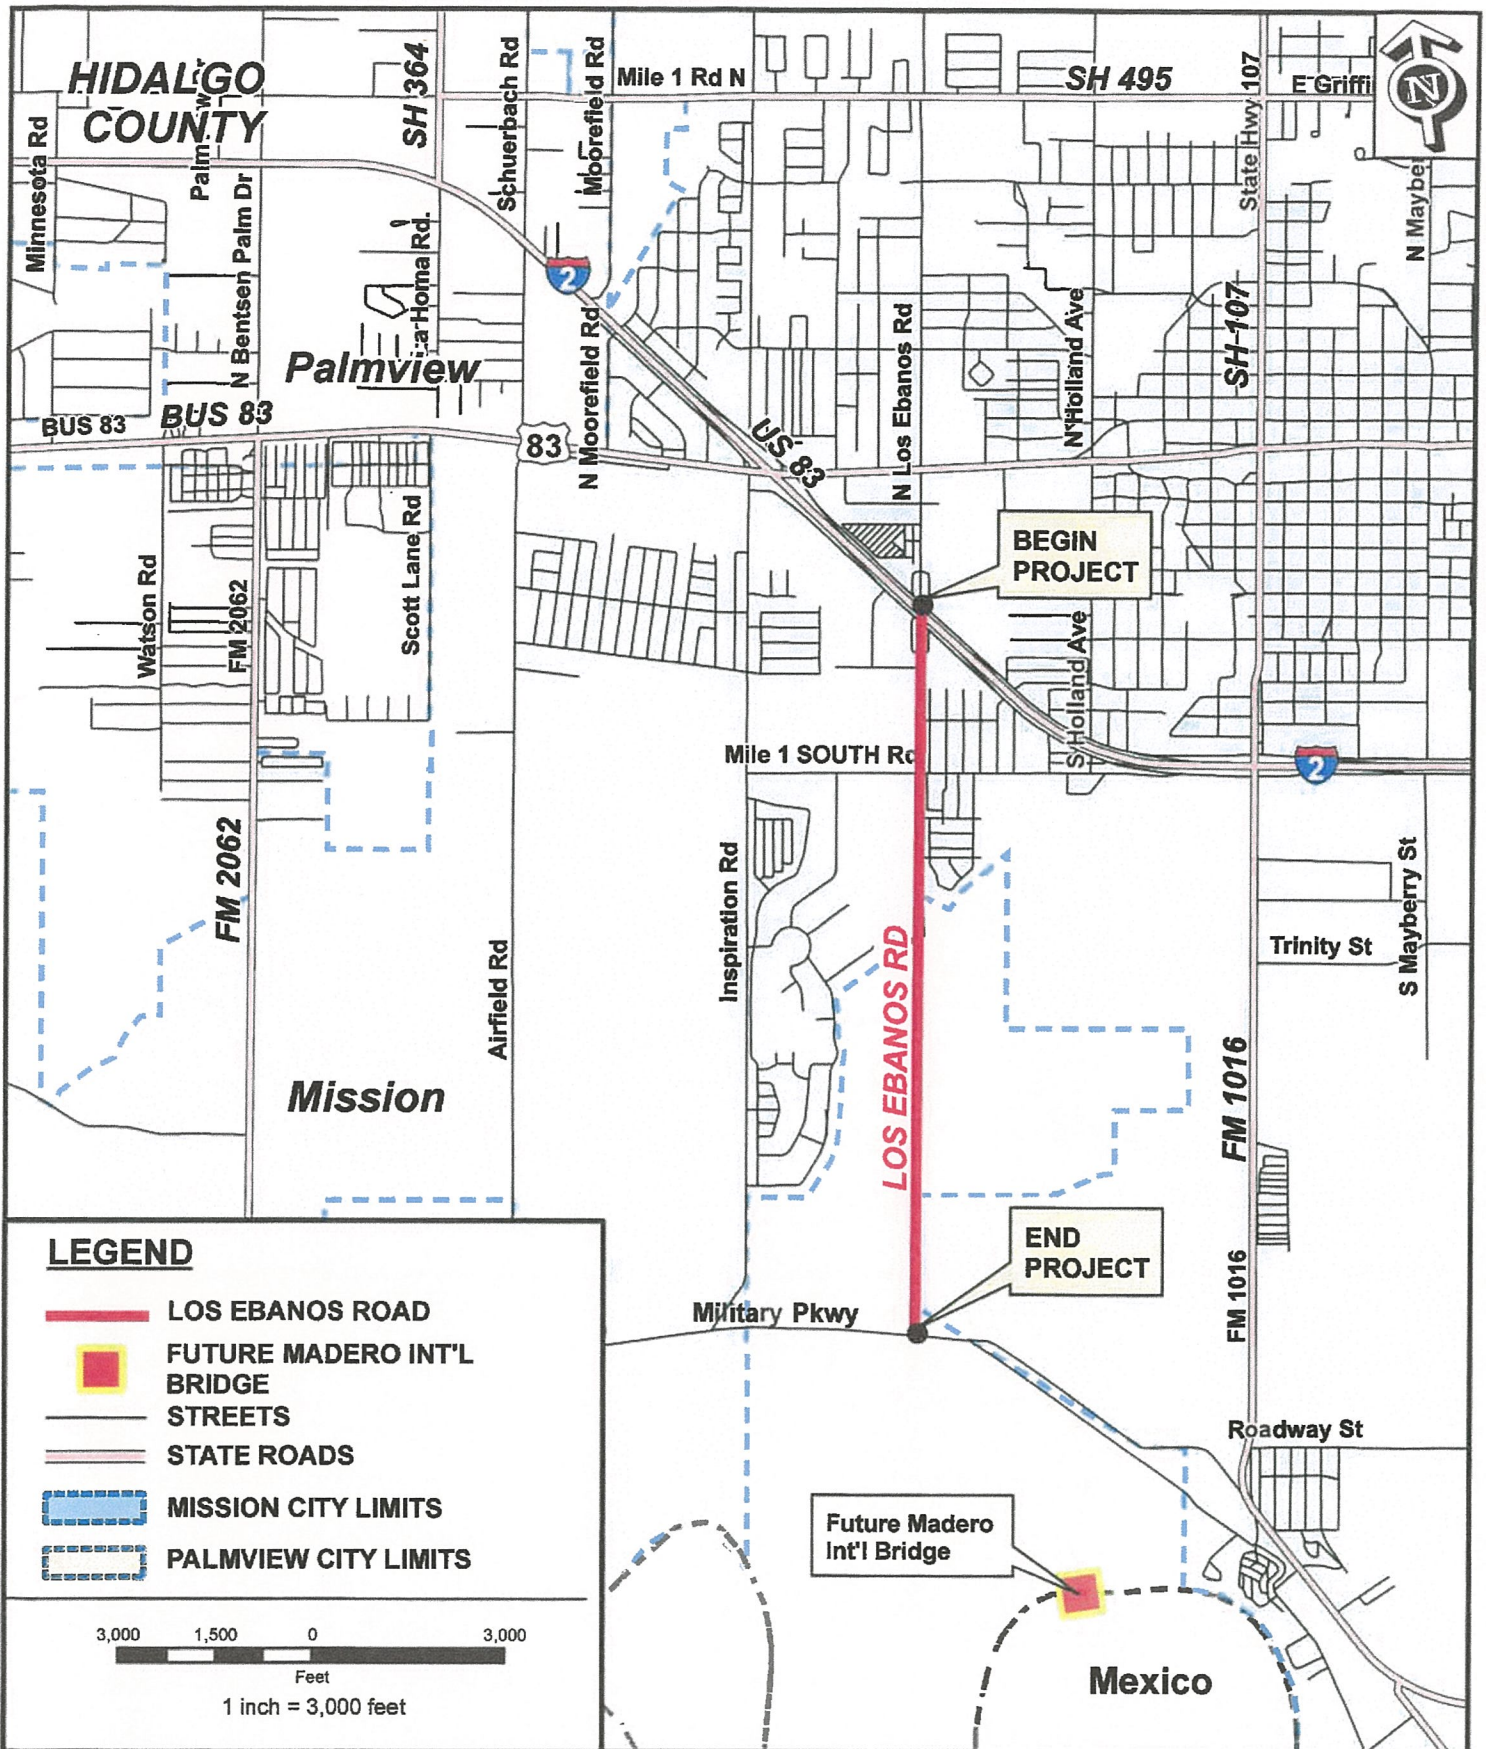 HIDALGO
COUNTY
SH 364
Schuerbach Rd
Moorefield Rd
Mile 1 Rd N
SH 495
State Hwy 107
E Griffi
N
Minnesota Rd
Palm
N Bentsen Palm Dr
La Homa Rd.
2
N Maybe
Palmview
N Moorefield Rd
N Los Ebanos Rd
N Holland Ave
SH 107
BUS 83
BUS 83
83
US 83
Watson Rd
FM 2062
Scott Lane Rd
BEGIN
PROJECT
S Holland Ave
Mile 1 SOUTH Rd
2
FM 2062
Airfield Rd
Inspiration Rd
LOS EBANOS RD
Trinity St
S Mayberry St
Mission
FM 1016
END
PROJECT
Military Pkwy
FM 1016
Roadway St
Future Madero
Int'l Bridge
Mexico
LEGEND
LOS EBANOS ROAD
FUTURE MADERO INT'L
BRIDGE
STREETS
STATE ROADS
MISSION CITY LIMITS
PALMVIEW CITY LIMITS
3,000 1,500 0 3,000
Feet
1 inch = 3,000 feet